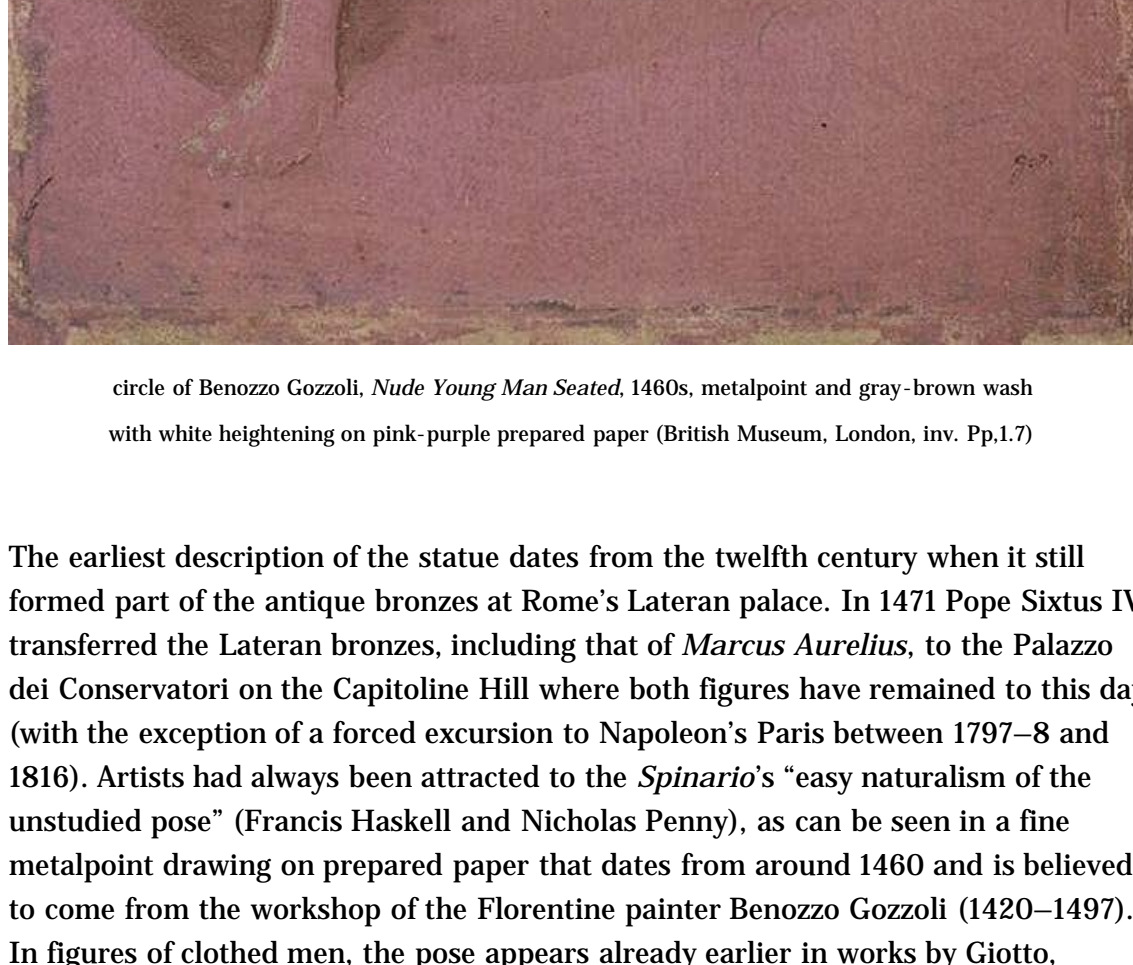 circle of Benozzo Gozzoli, Nude Young Man Seated, 1460s, metalpoint and gray-brown wash
with white heightening on pink-purple prepared paper (British Museum, London, inv. Pp,1.7)
The earliest description of the statue dates from the twelfth century when it still
formed part of the antique bronzes at Rome’s Lateran palace. In 1471 Pope Sixtus IV
transferred the Lateran bronzes, including that of Marcus Aurelius, to the Palazzo
dei Conservatori on the Capitoline Hill where both figures have remained to this day
(with the exception of a forced excursion to Napoleon’s Paris between 1797–8 and
1816). Artists had always been attracted to the Spinario’s “easy naturalism of the
unstudied pose” (Francis Haskell and Nicholas Penny), as can be seen in a fine
metalpoint drawing on prepared paper that dates from around 1460 and is believed
to come from the workshop of the Florentine painter Benozzo Gozzoli (1420–1497).
In figures of clothed men, the pose appears already earlier in works by Giotto,